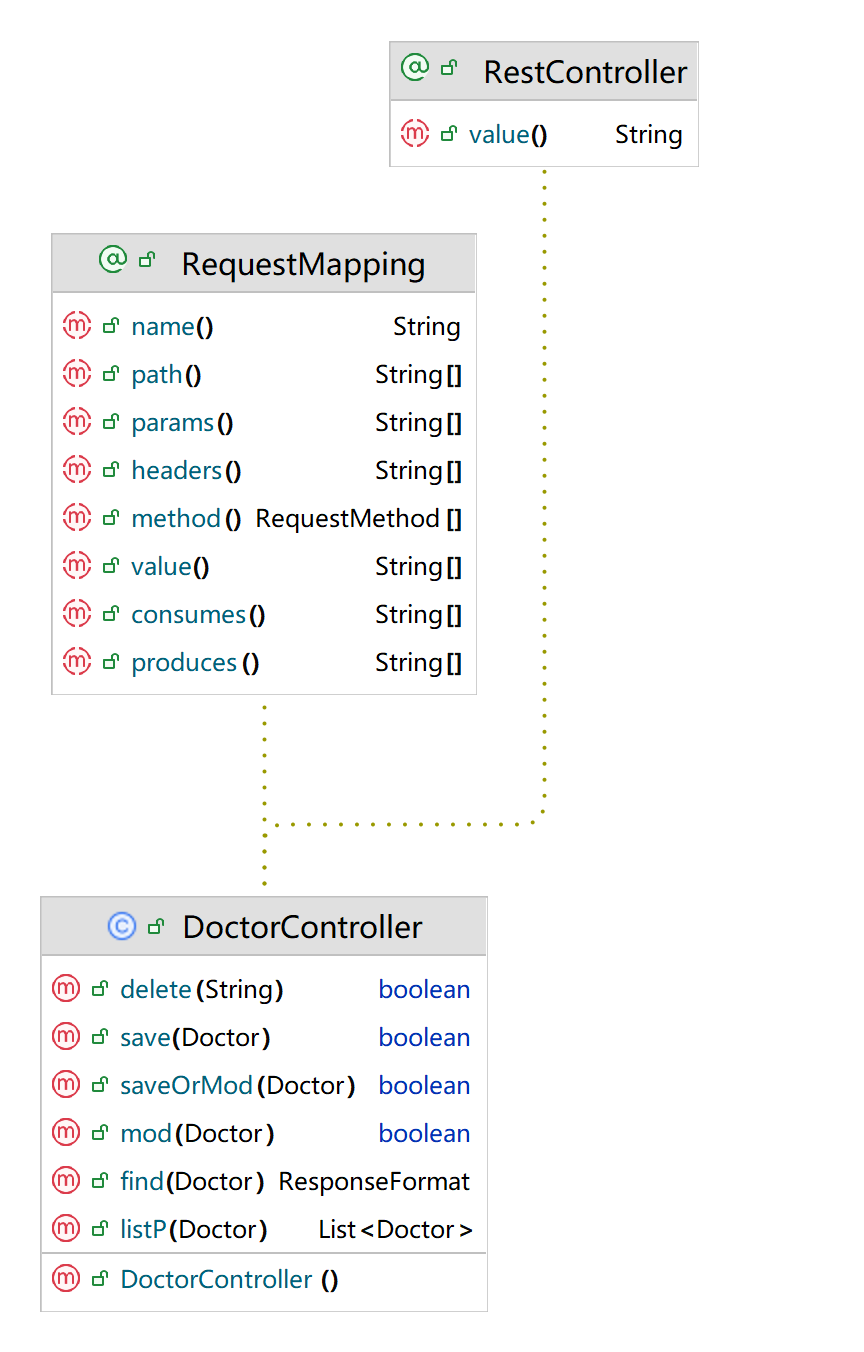 RestController
value() String
RequestMapping
name() String
path() String[]
params() String[]
headers() String[]
method() RequestMethod[]
value() String[]
consumes() String[]
produces() String[]
DoctorController
delete(String) boolean
save(Doctor) boolean
saveOrMod(Doctor) boolean
mod(Doctor) boolean
find(Doctor) ResponseFormat
listP(Doctor) List<Doctor>
DoctorController()